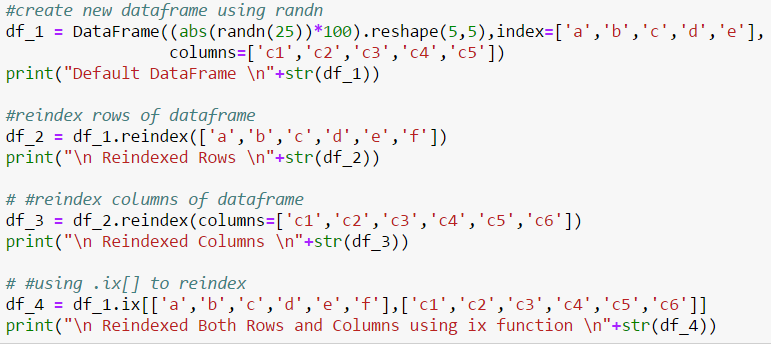 #create new dataframe using randn
df_1 = DataFrame((abs(randn(25))*100).reshape(5,5),index=['a','b','c','d','e'],
columns=['c1','c2','c3','c4','c5'])
print("Default DataFrame \n"+str(df_1))
#reindex rows of dataframe
df_2 = df_1.reindex(['a','b','c','d','e','f'])
print("\n Reindexed Rows \n"+str(df_2))
# #reindex columns of dataframe
df_3 = df_2.reindex(columns=['c1','c2','c3','c4','c5','c6'])
print("\n Reindexed Columns \n"+str(df_3))
# #using .ix[] to reindex
df_4 = df_1.ix[['a','b','c','d','e','f'],['c1','c2','c3','c4','c5','c6']]
print("\n Reindexed Both Rows and Columns using ix function \n"+str(df_4))